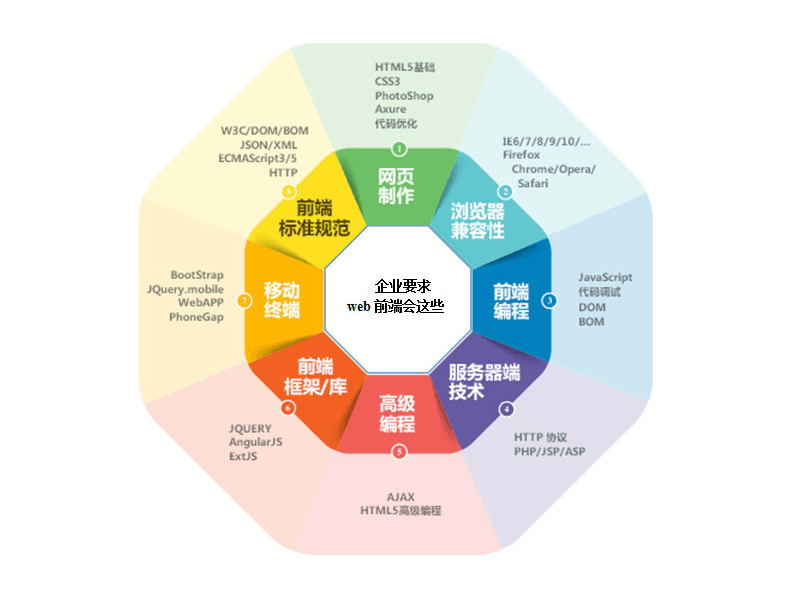 企业要求
web 前端会这些
1
网页
制作
HTML5基础
CSS3
PhotoShop
Axure
代码优化
2
浏览器
兼容性
IE6/7/8/9/10/...
Firefox
Chrome/Opera/
Safari
3
前端
编程
JavaScript
代码调试
DOM
BOM
4
服务器端
技术
HTTP 协议
PHP/JSP/ASP
5
高级
编程
AJAX
HTML5高级编程
6
前端
框架/库
JQUERY
AngularJS
ExtJS
7
移动
终端
BootStrap
JQuery.mobile
WebAPP
PhoneGap
8
前端
标准规范
W3C/DOM/BOM
JSON/XML
ECMAScript3/5
HTTP